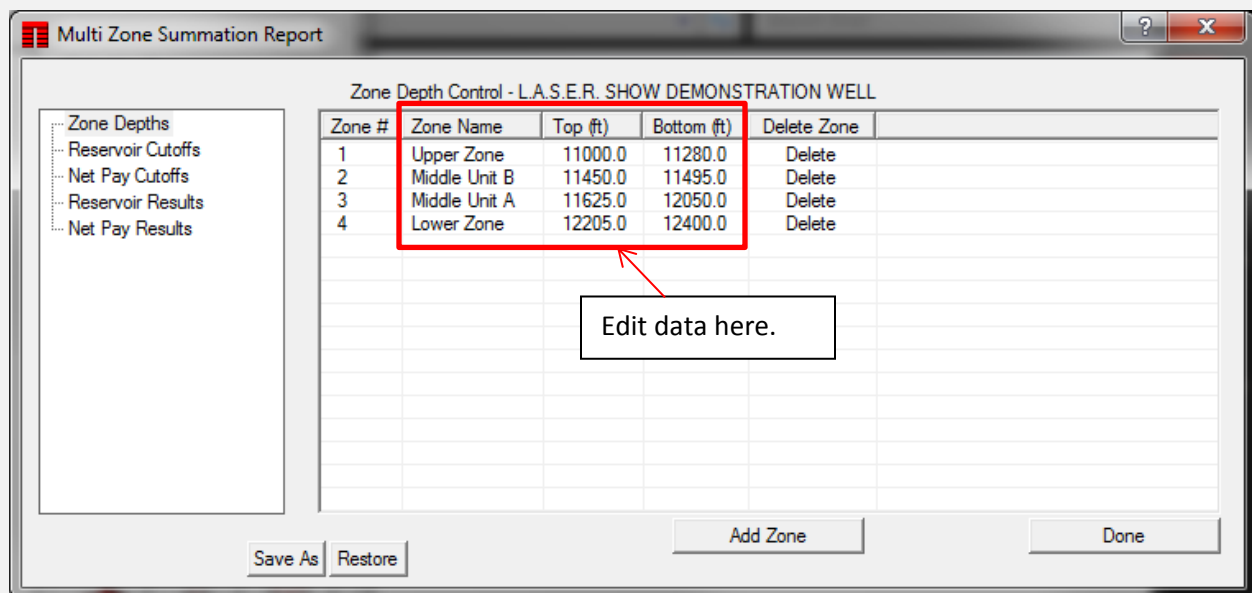 Multi Zone Summation Report
?
X
Zone Depth Control - L.A.S.E.R. SHOW DEMONSTRATION WELL
Zone Depths
Reservoir Cutoffs
Net Pay Cutoffs
Reservoir Results
Net Pay Results
Zone # Zone Name Top (ft) Bottom (ft) Delete Zone
1 Upper Zone 11000.0 11280.0 Delete
2 Middle Unit B 11450.0 11495.0 Delete
3 Middle Unit A 11625.0 12050.0 Delete
4 Lower Zone 12205.0 12400.0 Delete
Edit data here.
Add Zone Done
Save As Restore